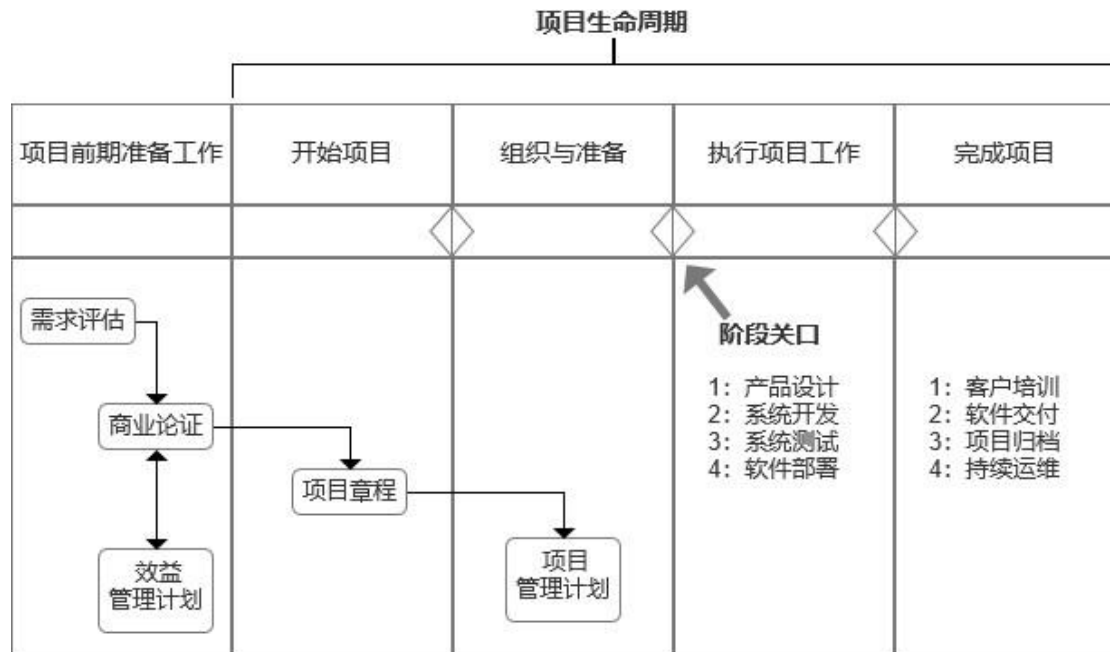 项目生命周期
项目前期准备工作
开始项目
组织与准备
执行项目工作
完成项目
需求评估
商业论证
效益
管理计划
项目章程
项目
管理计划
阶段关口
1：产品设计
2：系统开发
3：系统测试
4：软件部署
1：客户培训
2：软件交付
3：项目归档
4：持续运维